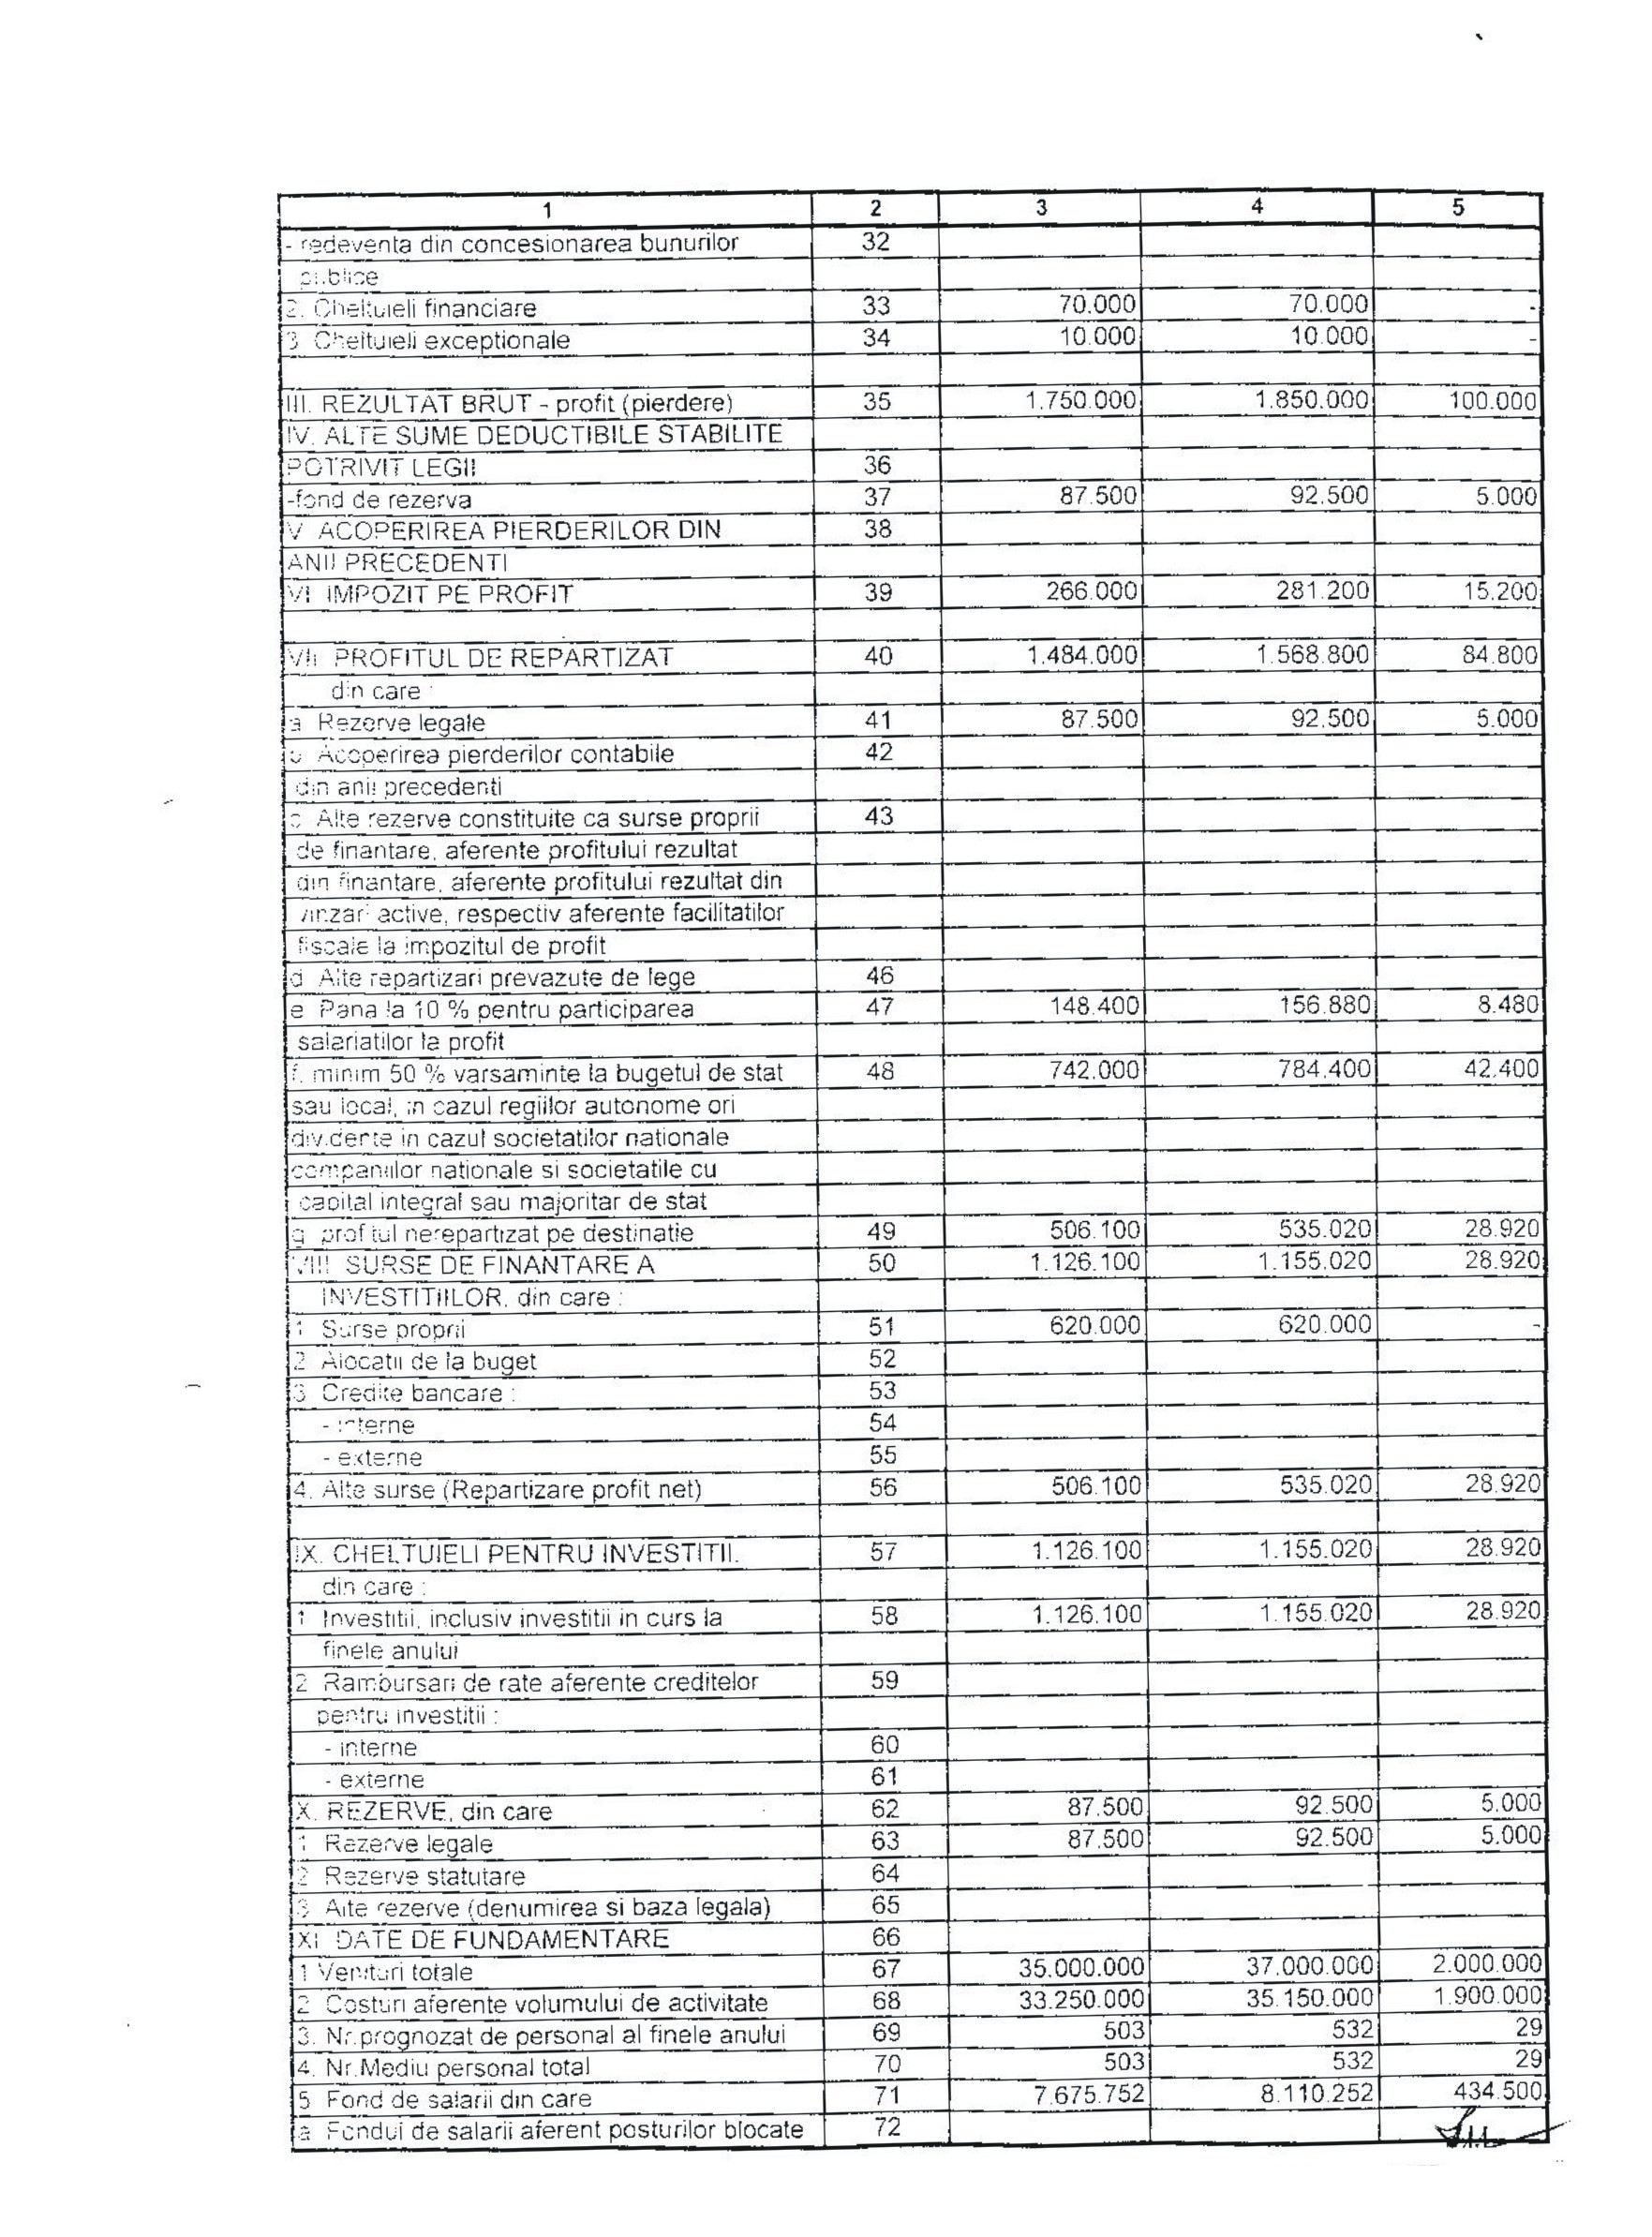 1 2 3 4 5
- redeventa din concesionarea bunurilor 32
publice
2. Cheltuieli financiare 33 70.000 70.000 -
3 Cheltuieli exceptionale 34 10.000 10.000 -
III. REZULTAT BRUT - profit (pierdere) 35 1.750.000 1.850.000 100.000
IV. ALTE SUME DEDUCTIBILE STABILITE
POTRIVIT LEGII 36
-fond de rezerva 37 87.500 92.500 5.000
V ACOPERIREA PIERDERILOR DIN 38
ANII PRECEDENTI
VI IMPOZIT PE PROFIT 39 266.000 281.200 15.200
VII PROFITUL DE REPARTIZAT 40 1.484.000 1.568.800 84.800
din care :
a Rezerve legale 41 87.500 92.500 5.000
b Acoperirea pierderilor contabile 42
din anii precedenti
c Alte rezerve constituite ca surse proprii 43
de finantare, aferente profitului rezultat
din finantare, aferente profitului rezultat din
vinzari active, respectiv aferente facilitatilor
fiscale la impozitul de profit
d Alte repartizari prevazute de lege 46
e Pana la 10 % pentru participarea 47 148.400 156.880 8.480
salariatilor la profit
f. minim 50 % varsaminte la bugetul de stat 48 742.000 784.400 42.400
sau local, in cazul regiilor autonome ori
dividente in cazul societatilor nationale
companiilor nationale si societatile cu
capital integral sau majoritar de stat
g profitul nerepartizat pe destinatie 49 506.100 535.020 28.920
VIII SURSE DE FINANTARE A 50 1.126.100 1.155.020 28.920
INVESTITIILOR, din care :
1 Surse proprii 51 620.000 620.000 -
2 Alocatii de la buget 52
3 Credite bancare : 53
- interne 54
- externe 55
4. Alte surse (Repartizare profit net) 56 506.100 535.020 28.920
IX. CHELTUIELI PENTRU INVESTITII. 57 1.126.100 1.155.020 28.920
din care :
1 Investitii, inclusiv investitii in curs la 58 1.126.100 1.155.020 28.920
finele anului
2 Rambursari de rate aferente creditelor 59
pentru investitii :
- interne 60
- externe 61
X. REZERVE, din care 62 87.500 92.500 5.000
1 Rezerve legale 63 87.500 92.500 5.000
2 Rezerve statutare 64
3 Alte rezerve (denumirea si baza legala) 65
XI DATE DE FUNDAMENTARE 66
1 Venituri totale 67 35.000.000 37.000.000 2.000.000
2 Costuri aferente volumului de activitate 68 33.250.000 35.150.000 1.900.000
3. Nr.prognozat de personal al finele anului 69 503 532 29
4. Nr.Mediu personal total 70 503 532 29
5 Fond de salarii din care 71 7.675.752 8.110.252 434.500
a Fondul de salarii aferent posturilor blocate 72